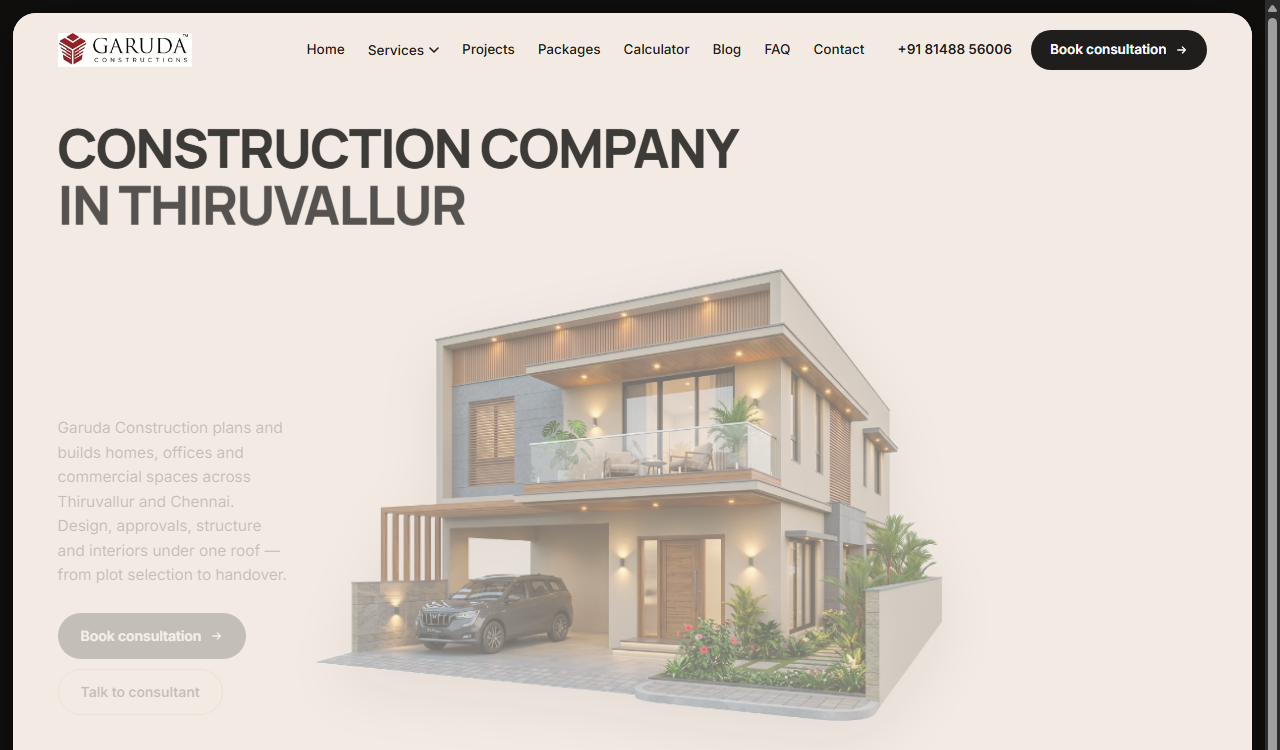 GARUDA™
CONSTRUCTIONS
Home
Services
Projects
Packages
Calculator
Blog
FAQ
Contact
+91 81488 56006
Book consultation →
CONSTRUCTION COMPANY
IN THIRUVALLUR
Garuda Construction plans and
builds homes, offices and
commercial spaces across
Thiruvallur and Chennai.
Design, approvals, structure
and interiors under one roof —
from plot selection to handover.
Book consultation →
Talk to consultant